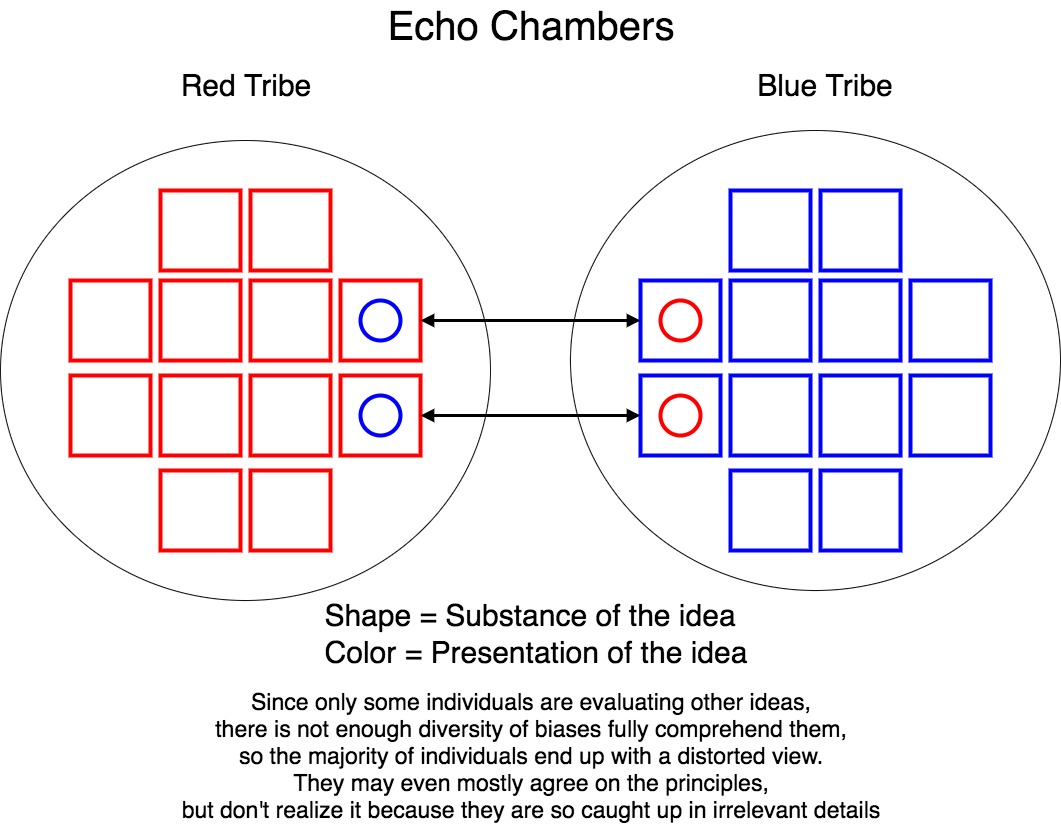 Echo Chambers
Red Tribe
Blue Tribe
Shape = Substance of the idea
Color = Presentation of the idea
Since only some individuals are evaluating other ideas,
there is not enough diversity of biases fully comprehend them,
so the majority of individuals end up with a distorted view.
They may even mostly agree on the principles,
but don't realize it because they are so caught up in irrelevant details